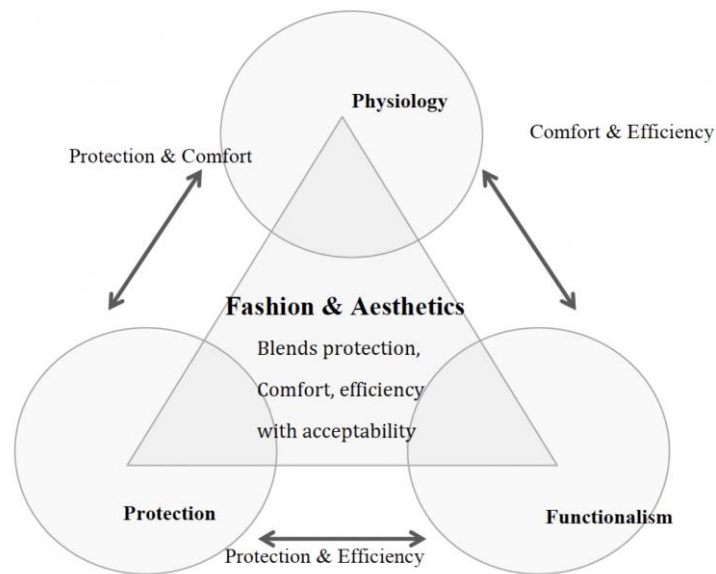 Physiology
Comfort & Efficiency
Protection & Comfort
Fashion & Aesthetics
Blends protection,
Comfort, efficiency
with acceptability
Protection
Functionalism
Protection & Efficiency